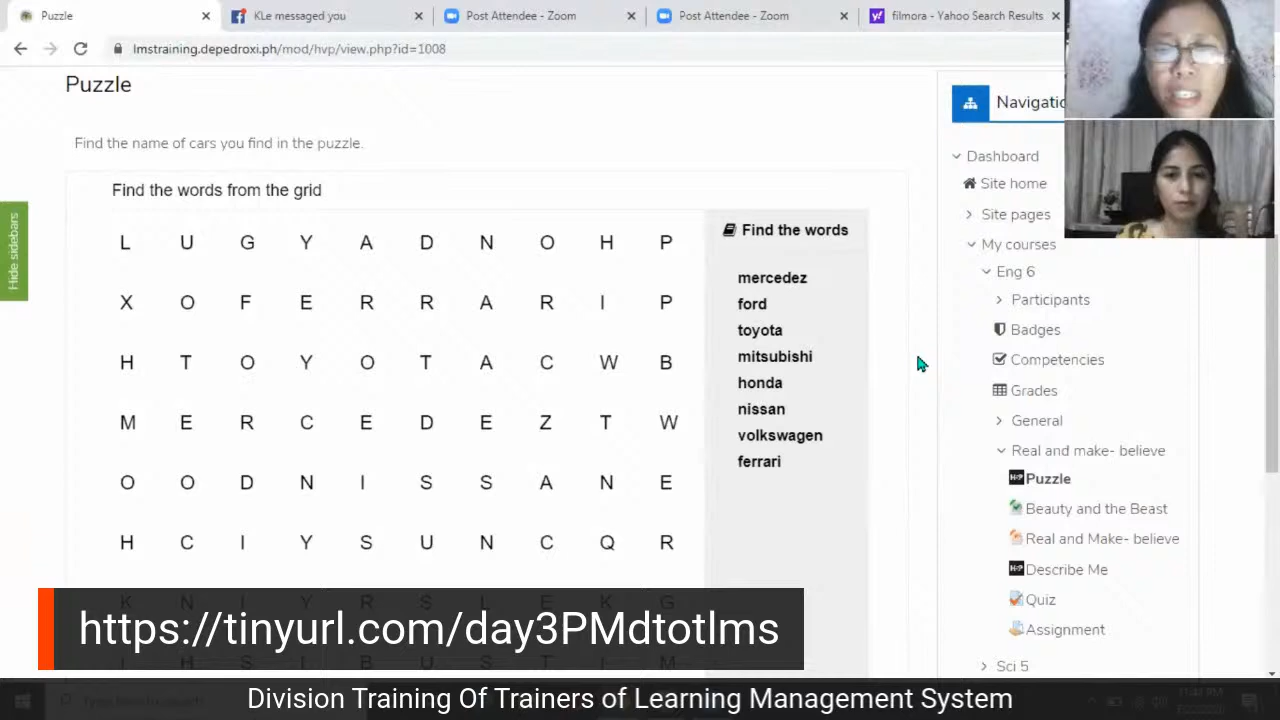 Puzzle
KLe messaged you
Post Attendee - Zoom
Post Attendee - Zoom
filmora - Yahoo Search Results
lmstraining.depedroxi.ph/mod/hvp/view.php?id=1008
Puzzle
Find the name of cars you find in the puzzle.
Find the words from the grid
L U G Y A D N O H P
X O F E R R A R I P
H T O Y O T A C W B
M E R C E D E Z T W
O O D N I S S A N E
H C I Y S U N C Q R
K N I Y R S L E K G
I H S I B U S T I M
Find the words
mercedez
ford
toyota
mitsubishi
honda
nissan
volkswagen
ferrari
Hide sidebars
Dashboard
Site home
Site pages
My courses
Eng 6
Participants
Badges
Competencies
Grades
General
Real and make- believe
Puzzle
Beauty and the Beast
Real and Make- believe
Describe Me
Quiz
Assignment
Sci 5
https://tinyurl.com/day3PMdtotlms
Division Training Of Trainers of Learning Management System